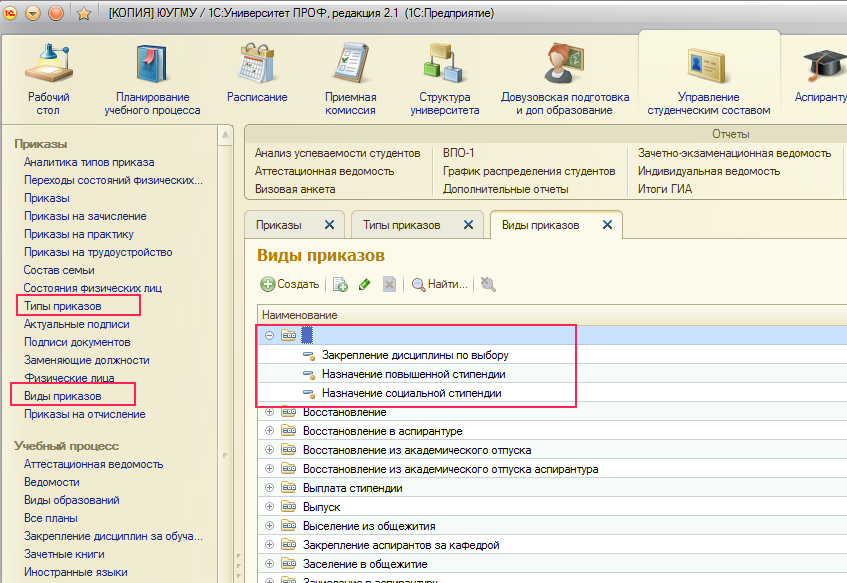 [КОПИЯ] ЮУГМУ / 1С:Университет ПРОФ, редакция 2.1 (1С:Предприятие)
Рабочий
стол
Планирование
учебного процесса
Расписание
Приемная
комиссия
Структура
университета
Довузовская подготовка
и доп образование
Управление
студенческим составом
Аспиранту
Приказы
Аналитика типов приказа
Переходы состояний физических...
Приказы
Приказы на зачисление
Приказы на практику
Приказы на трудоустройство
Состав семьи
Состояния физических лиц
Типы приказов
Актуальные подписи
Подписи документов
Заменяющие должности
Физические лица
Виды приказов
Приказы на отчисление
Учебный процесс
Аттестационная ведомость
Ведомости
Виды образований
Все планы
Закрепление дисциплин за обуча...
Зачетные книги
Иностранные языки
Отчеты
Анализ успеваемости студентов
Аттестационная ведомость
Визовая анкета
ВПО-1
График распределения студентов
Дополнительные отчеты
Зачетно-экзаменационная ведомость
Индивидуальная ведомость
Итоги ГИА
Приказы
Типы приказов
Виды приказов
Виды приказов
Создать
Найти...
Наименование
Закрепление дисциплины по выбору
Назначение повышенной стипендии
Назначение социальной стипендии
Восстановление
Восстановление в аспирантуре
Восстановление из академического отпуска
Восстановление из академического отпуска аспирантура
Выплата стипендии
Выпуск
Выселение из общежития
Закрепление аспирантов за кафедрой
Заселение в общежитие
Зачисление в аспирантуру